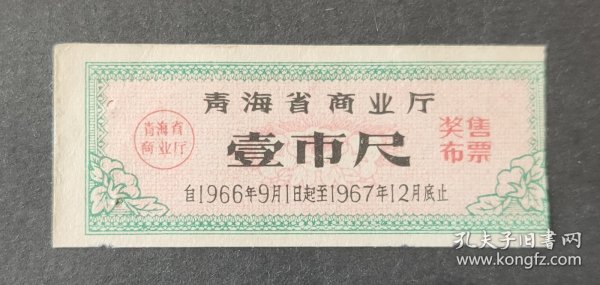 青海省商业厅
青海省
商业厅
壹市尺
奖售
布票
自1966年9月1日起至1967年12月底止
孔夫子旧书网
www.kongfz.com